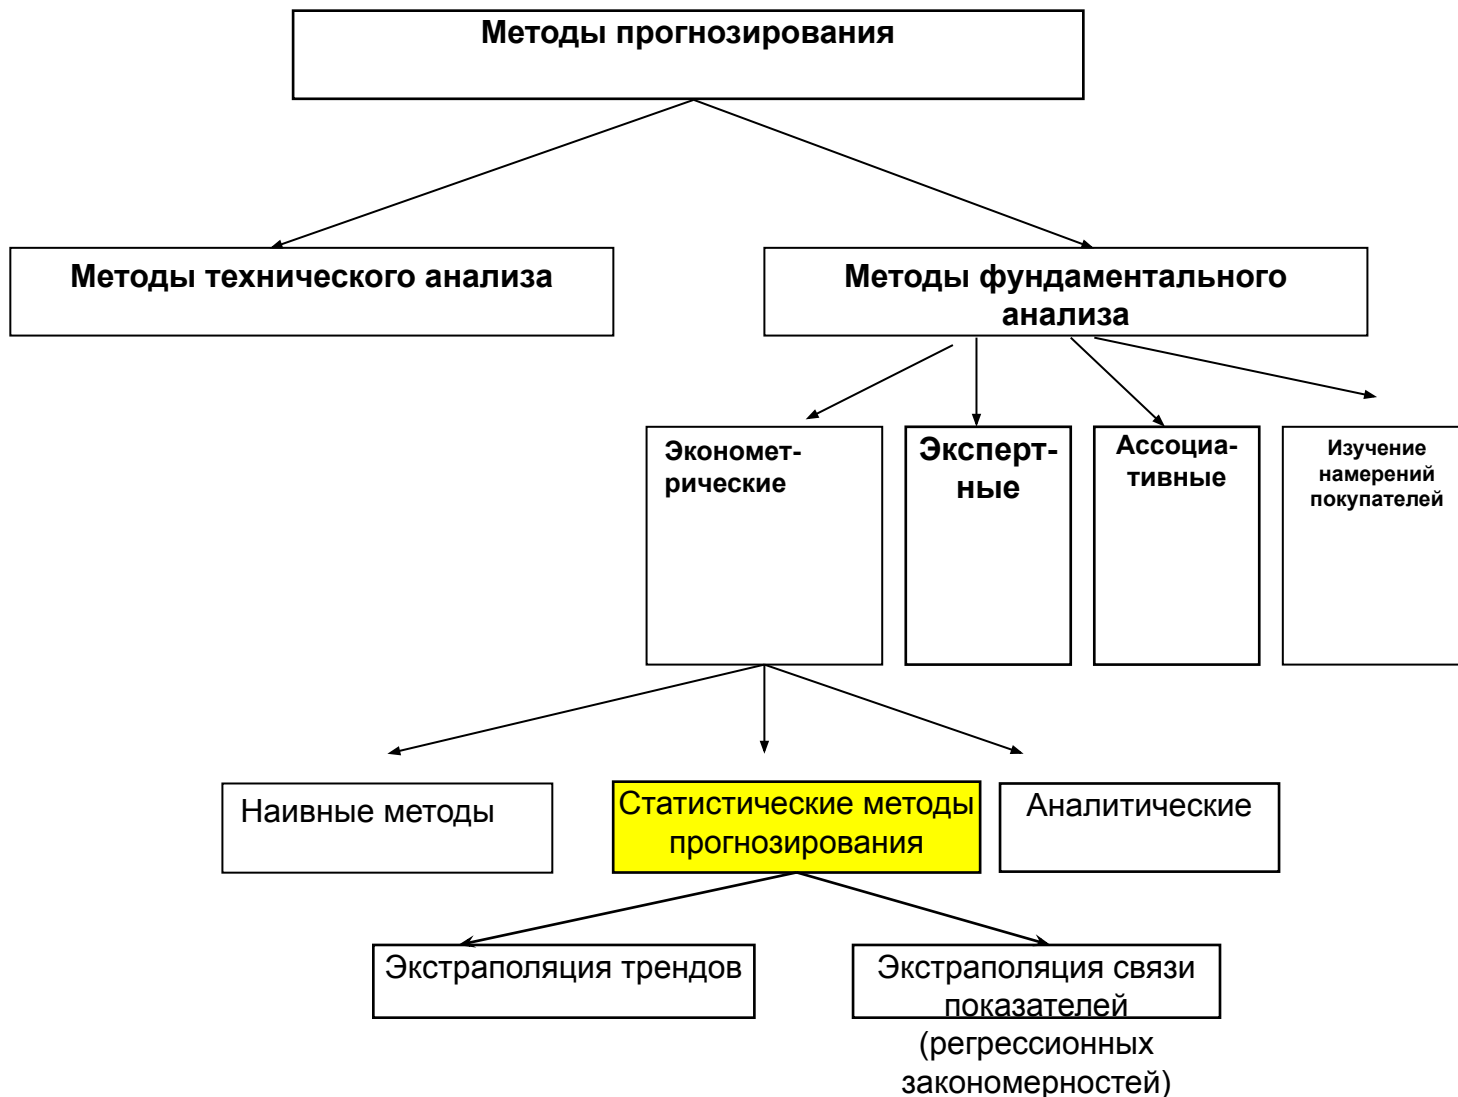 Методы прогнозирования
Методы технического анализа
Методы фундаментального
анализа
Экономет-
рические
Эксперт-
ные
Ассоциа-
тивные
Изучение
намерений
покупателей
Наивные методы
Статистические методы
прогнозирования
Аналитические
Экстраполяция трендов
Экстраполяция связи
показателей
(регрессионных
закономерностей)